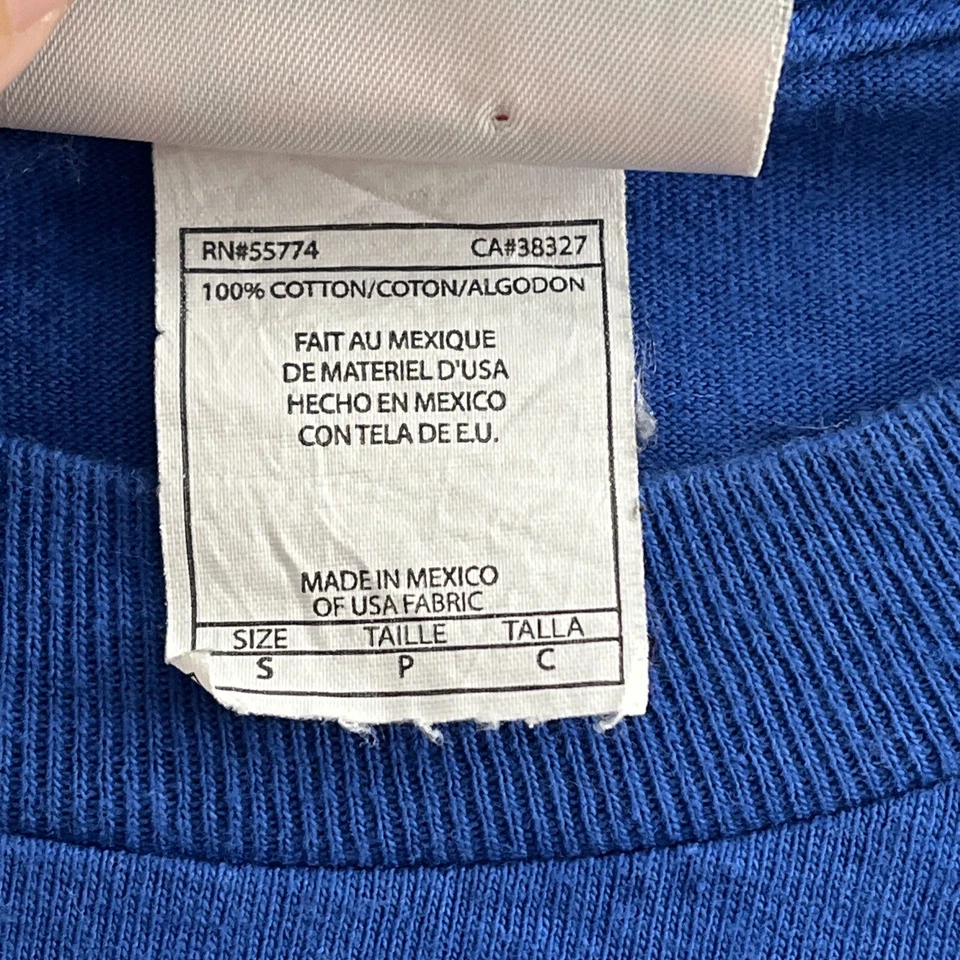 RN#55774 CA#38327
100% COTTON/COTON/ALGODON
FAIT AU MEXIQUE
DE MATERIEL D'USA
HECHO EN MEXICO
CON TELA DE E.U.
MADE IN MEXICO
OF USA FABRIC
SIZE TAILLE TALLA
S P C